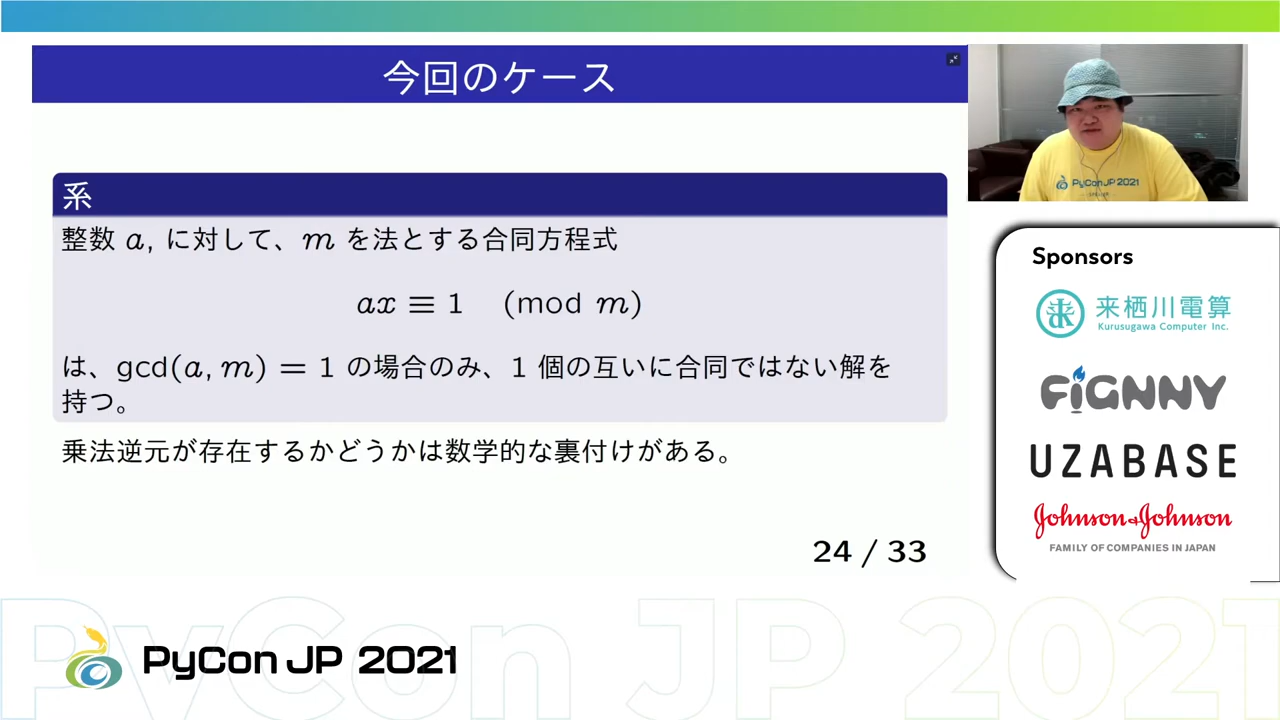 今回のケース
系
整数 a, に対して、m を法とする合同方程式
ax ≡ 1 (mod m)
は、gcd(a, m) = 1 の場合のみ、1 個の互いに合同ではない解を
持つ。
乗法逆元が存在するかどうかは数学的な裏付けがある。
24 / 33
PyCon JP 2021
Sponsors
来栖川電算
Kurusugawa Computer Inc.
FiGNNY
UZABASE
Johnson&Johnson
FAMILY OF COMPANIES IN JAPAN
PyCon JP 2021
PyCon JP 2021